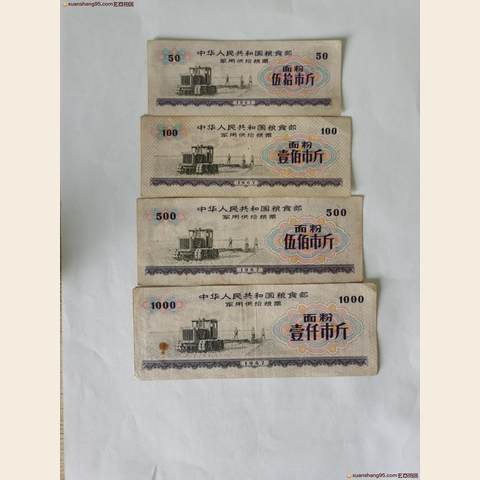 xuanshang95.com 艺百拍网
50
中华人民共和国粮食部
50
军用供给粮票
面粉
伍拾市斤
100
中华人民共和国粮食部
100
军用供给粮票
面粉
壹佰市斤
500
中华人民共和国粮食部
500
军用供给粮票
面粉
伍佰市斤
1000
中华人民共和国粮食部
1000
军用供给粮票
面粉
壹仟市斤
xuanshang95.com